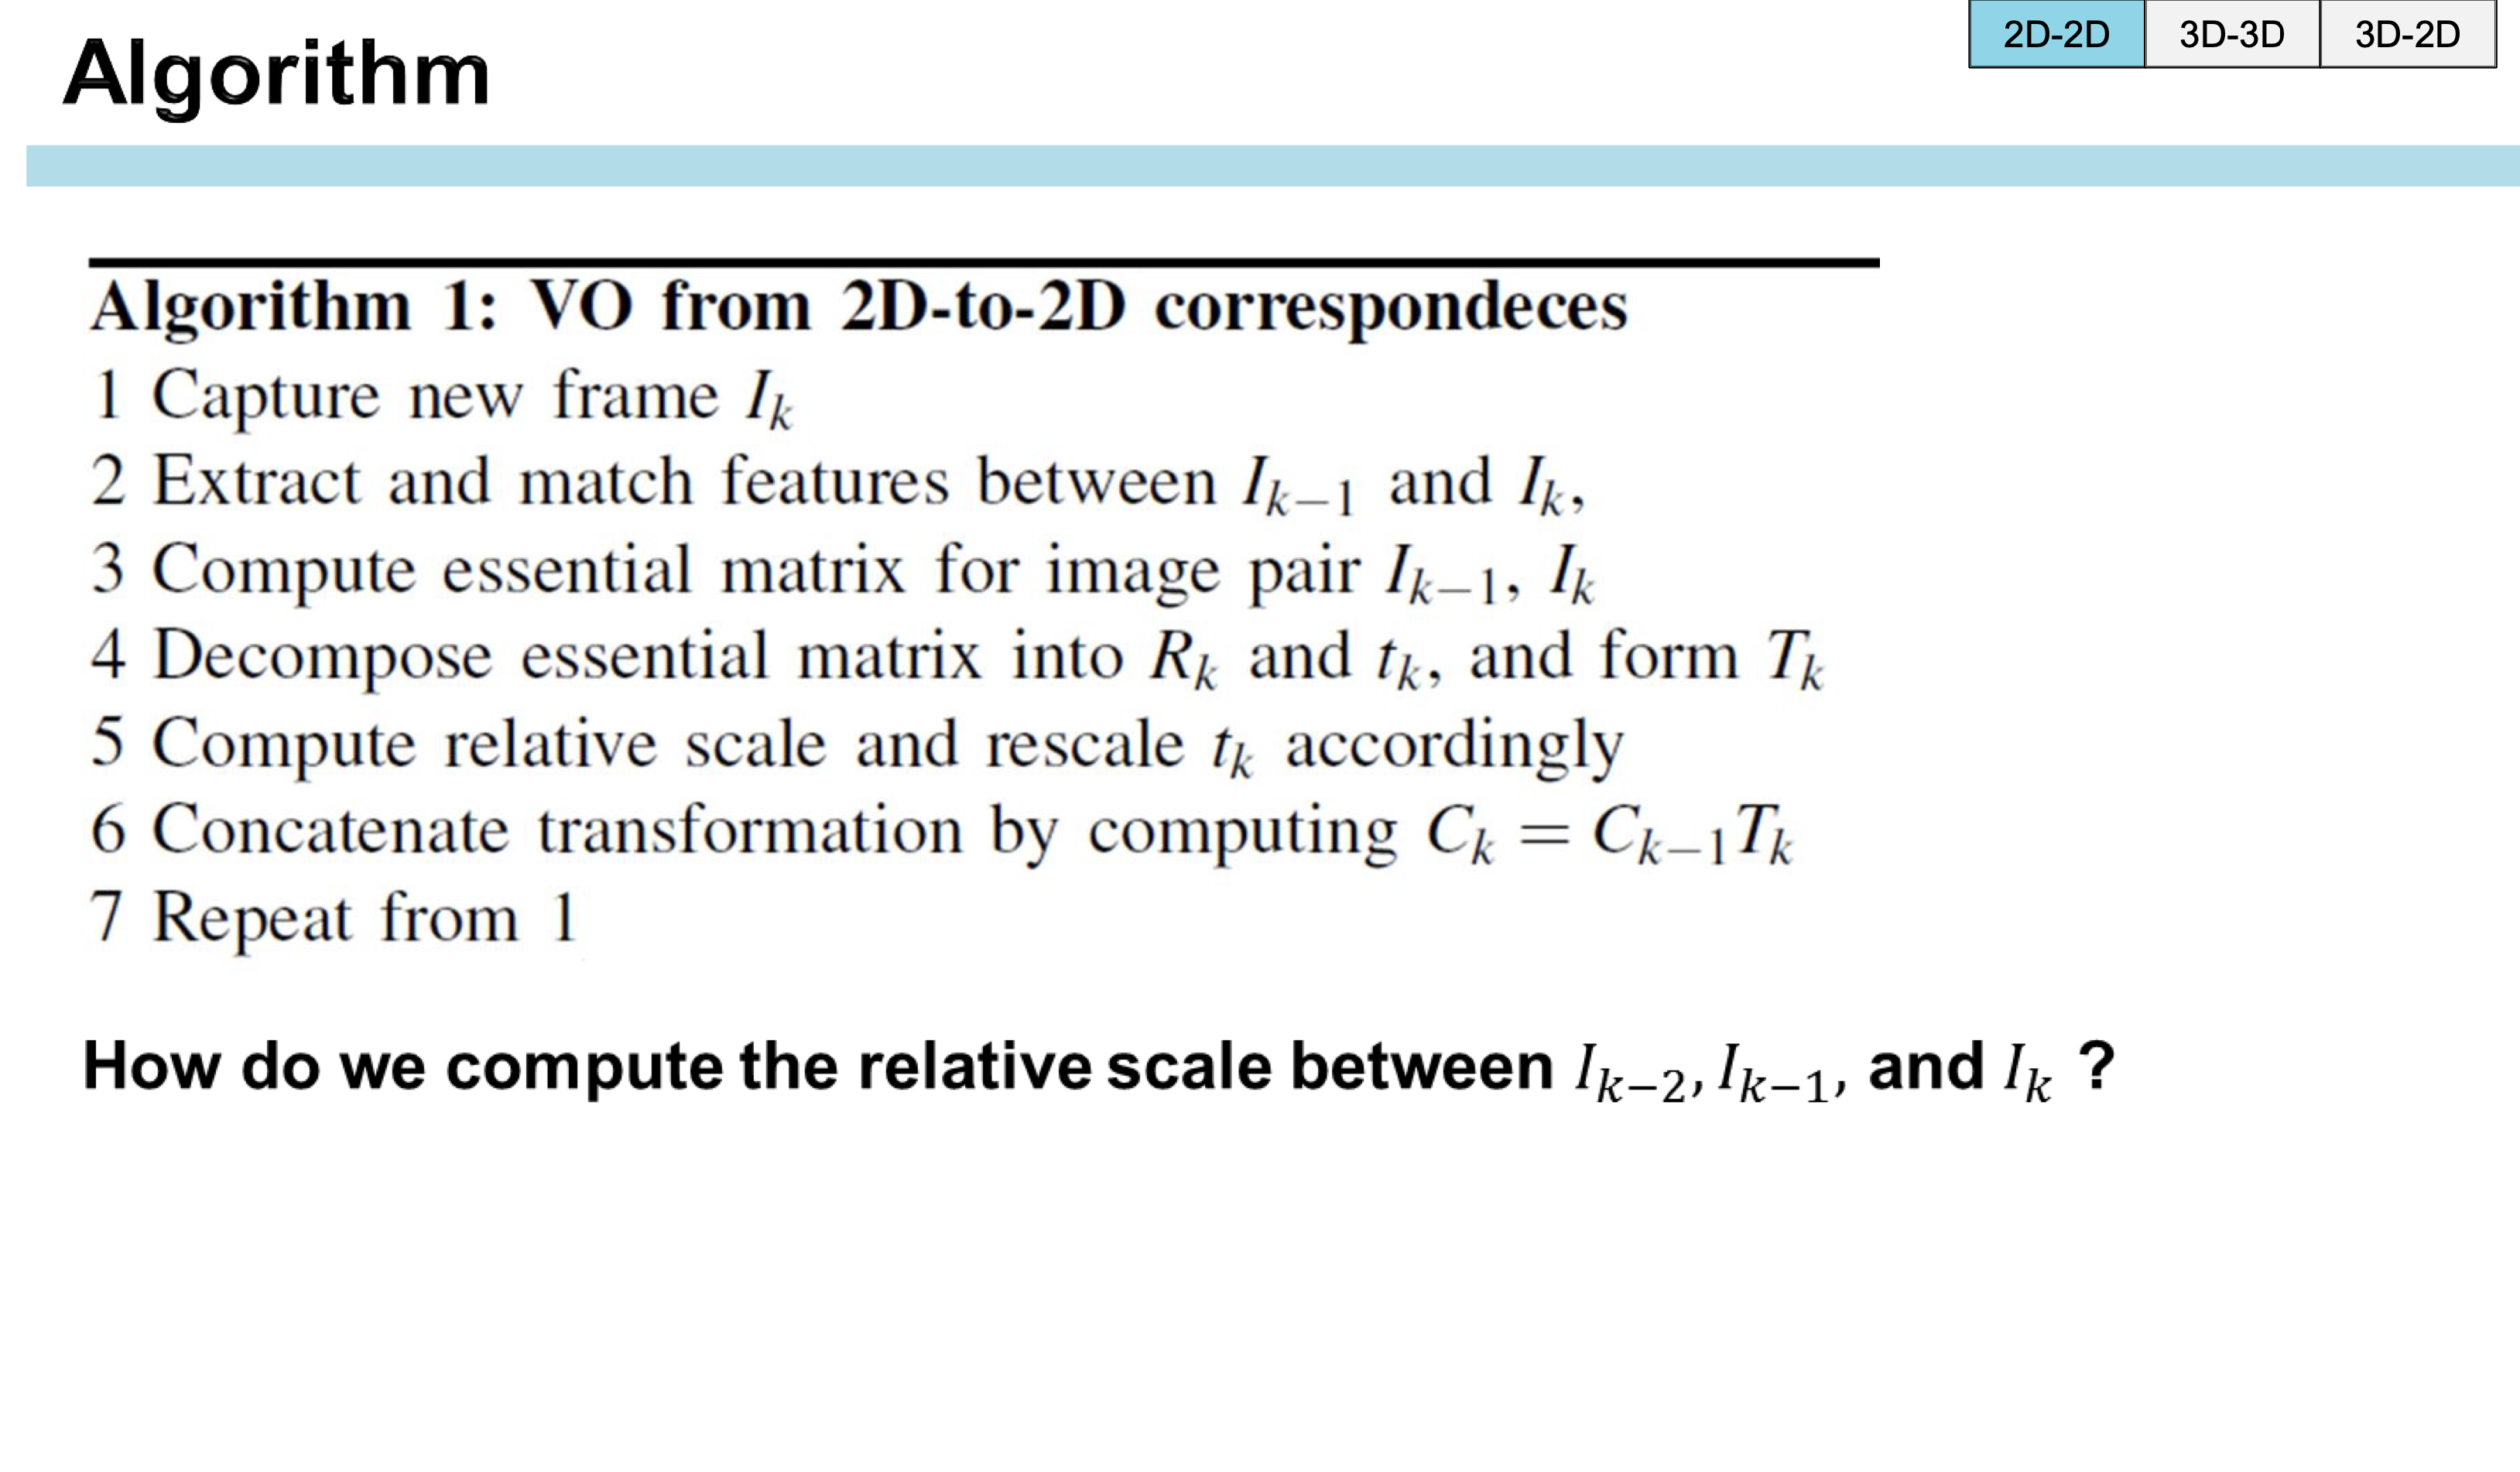 Algorithm
2D-2D 3D-3D 3D-2D
Algorithm 1: VO from 2D-to-2D correspondeces
1 Capture new frame I_k
2 Extract and match features between I_{k−1} and I_k,
3 Compute essential matrix for image pair I_{k−1}, I_k
4 Decompose essential matrix into R_k and t_k, and form T_k
5 Compute relative scale and rescale t_k accordingly
6 Concatenate transformation by computing C_k = C_{k−1}T_k
7 Repeat from 1
How do we compute the relative scale between I_{k−2}, I_{k−1}, and I_k ?